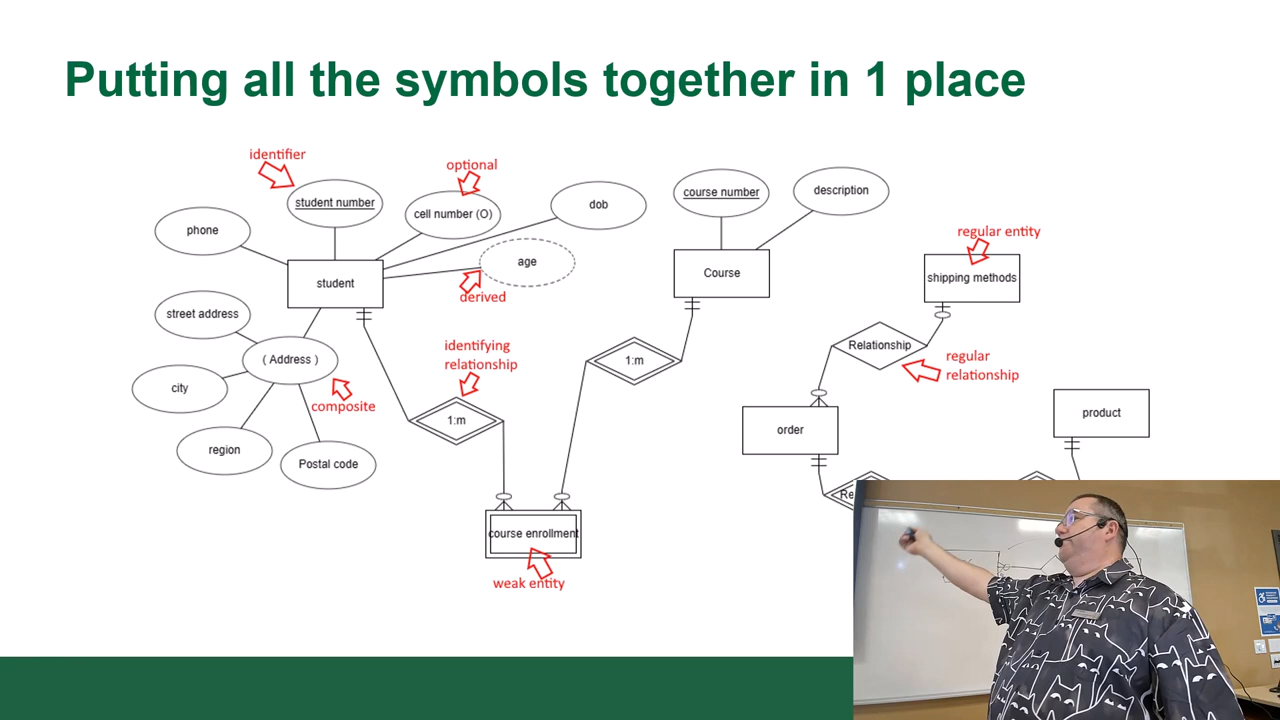 Putting all the symbols together in 1 place
identifier
optional
student number
cell number (O)
dob
course number
description
phone
age
regular entity
student
derived
Course
shipping methods
street address
identifying
relationship
( Address )
1:m
Relationship
regular
relationship
city
composite
1:m
product
order
region
Postal code
Re
course enrollment
weak entity